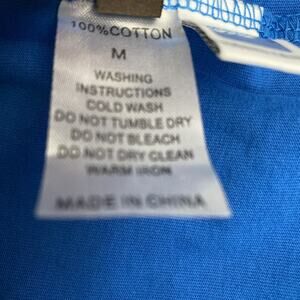 100%COTTON
M
WASHING
INSTRUCTIONS
COLD WASH
DO NOT TUMBLE DRY
DO NOT BLEACH
DO NOT DRY CLEAN
WARM IRON
MADE IN CHINA